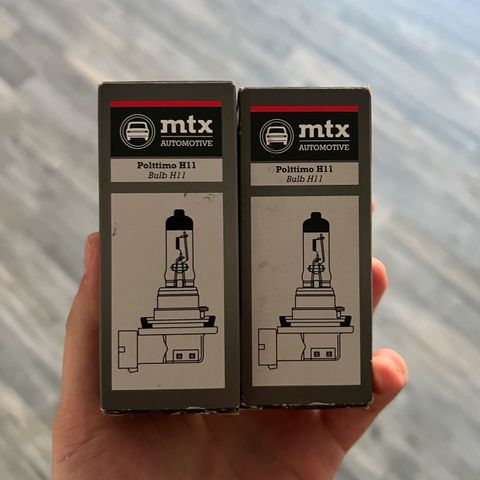 mtx
AUTOMOTIVE
Polttimo H11
Bulb H11
mtx
AUTOMOTIVE
Polttimo H11
Bulb H11